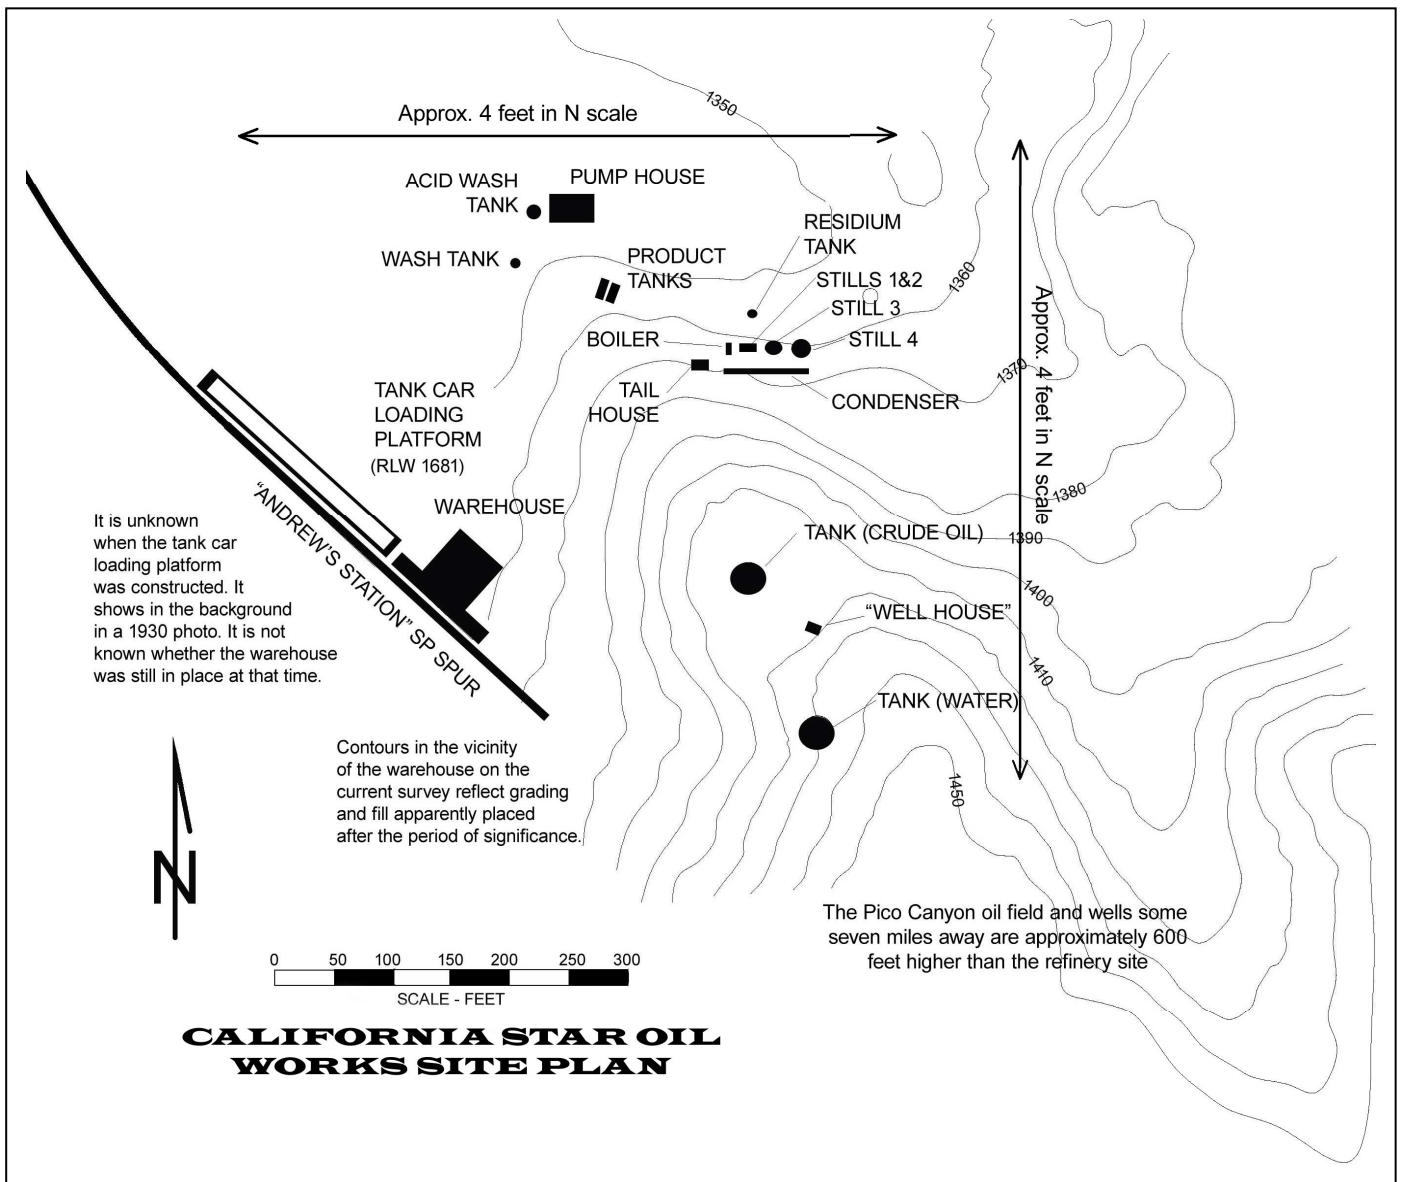 1350
Approx. 4 feet in N scale
ACID WASH
TANK
PUMP HOUSE
WASH TANK
PRODUCT
TANKS
RESIDIUM
TANK
STILLS 1&2
STILL 3
STILL 4
BOILER
1360
Approx. 4 feet in N scale
1370
TAIL
HOUSE
CONDENSER
TANK CAR
LOADING
PLATFORM
(RLW 1681)
WAREHOUSE
"ANDREW'S STATION" SP SPUR
1380
1390
TANK (CRUDE OIL)
1400
"WELL HOUSE"
1410
TANK (WATER)
1450
It is unknown
when the tank car
loading platform
was constructed. It
shows in the background
in a 1930 photo. It is not
known whether the warehouse
was still in place at that time.
Contours in the vicinity
of the warehouse on the
current survey reflect grading
and fill apparently placed
after the period of significance.
N
The Pico Canyon oil field and wells some
seven miles away are approximately 600
feet higher than the refinery site
0 50 100 150 200 250 300
SCALE - FEET
CALIFORNIA STAR OIL
WORKS SITE PLAN